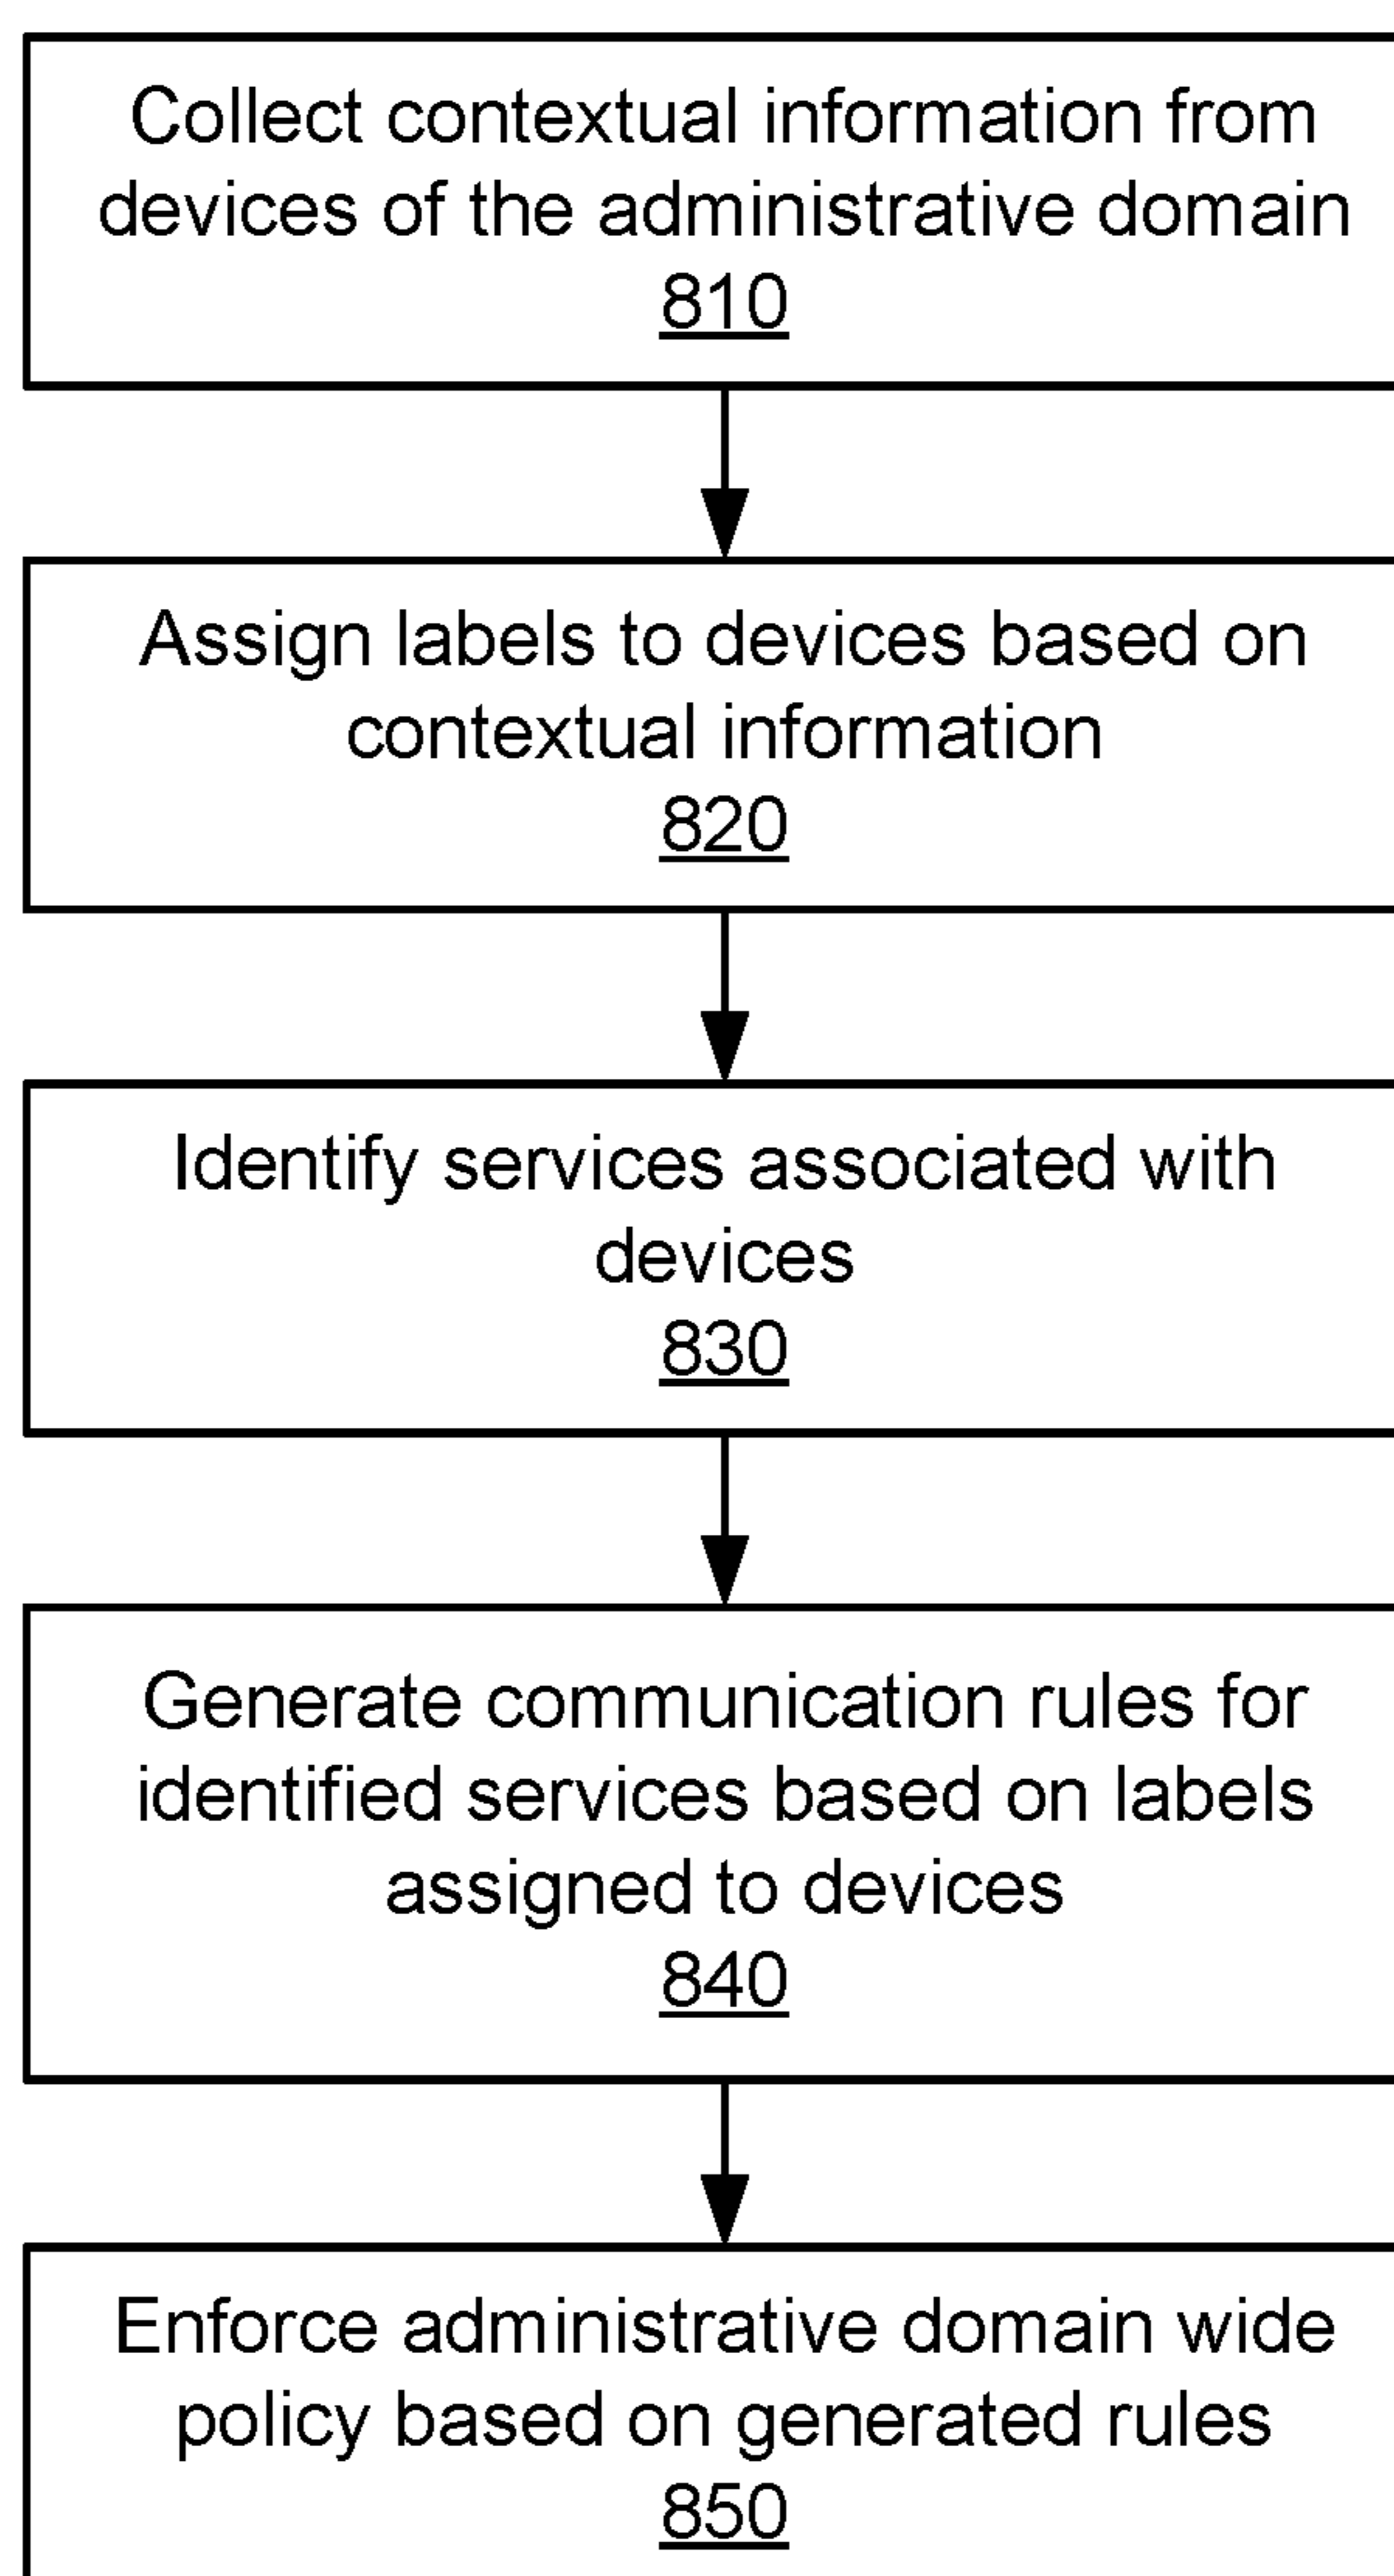 Collect contextual information from
devices of the administrative domain
810
Assign labels to devices based on
contextual information
820
Identify services associated with
devices
830
Generate communication rules for
identified services based on labels
assigned to devices
840
Enforce administrative domain wide
policy based on generated rules
850